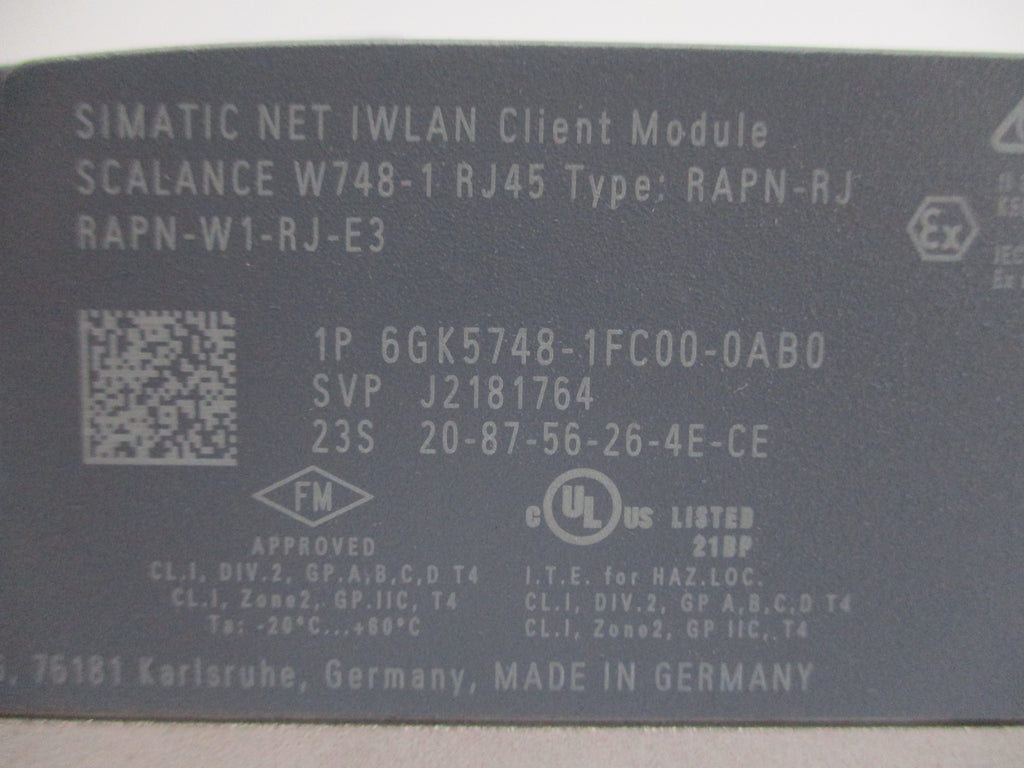 SIMATIC NET IWLAN Client Module
SCALANCE W748-1 RJ45 Type: RAPN-RJ
RAPN-W1-RJ-E3
Ex
1P 6GK5748-1FC00-0AB0
SVP J2181764
23S 20-87-56-26-4E-CE
FM
APPROVED
CL.I, DIV.2, GP.A,B,C,D T4
CL.I, Zone2, GP.IIC, T4
Ta: -20°C...+60°C
C UL US LISTED
21BP
I.T.E. for HAZ.LOC.
CL.I, DIV.2, GP A,B,C,D T4
CL.I, Zone2, GP IIC, T4
76181 Karlsruhe, Germany, MADE IN GERMANY